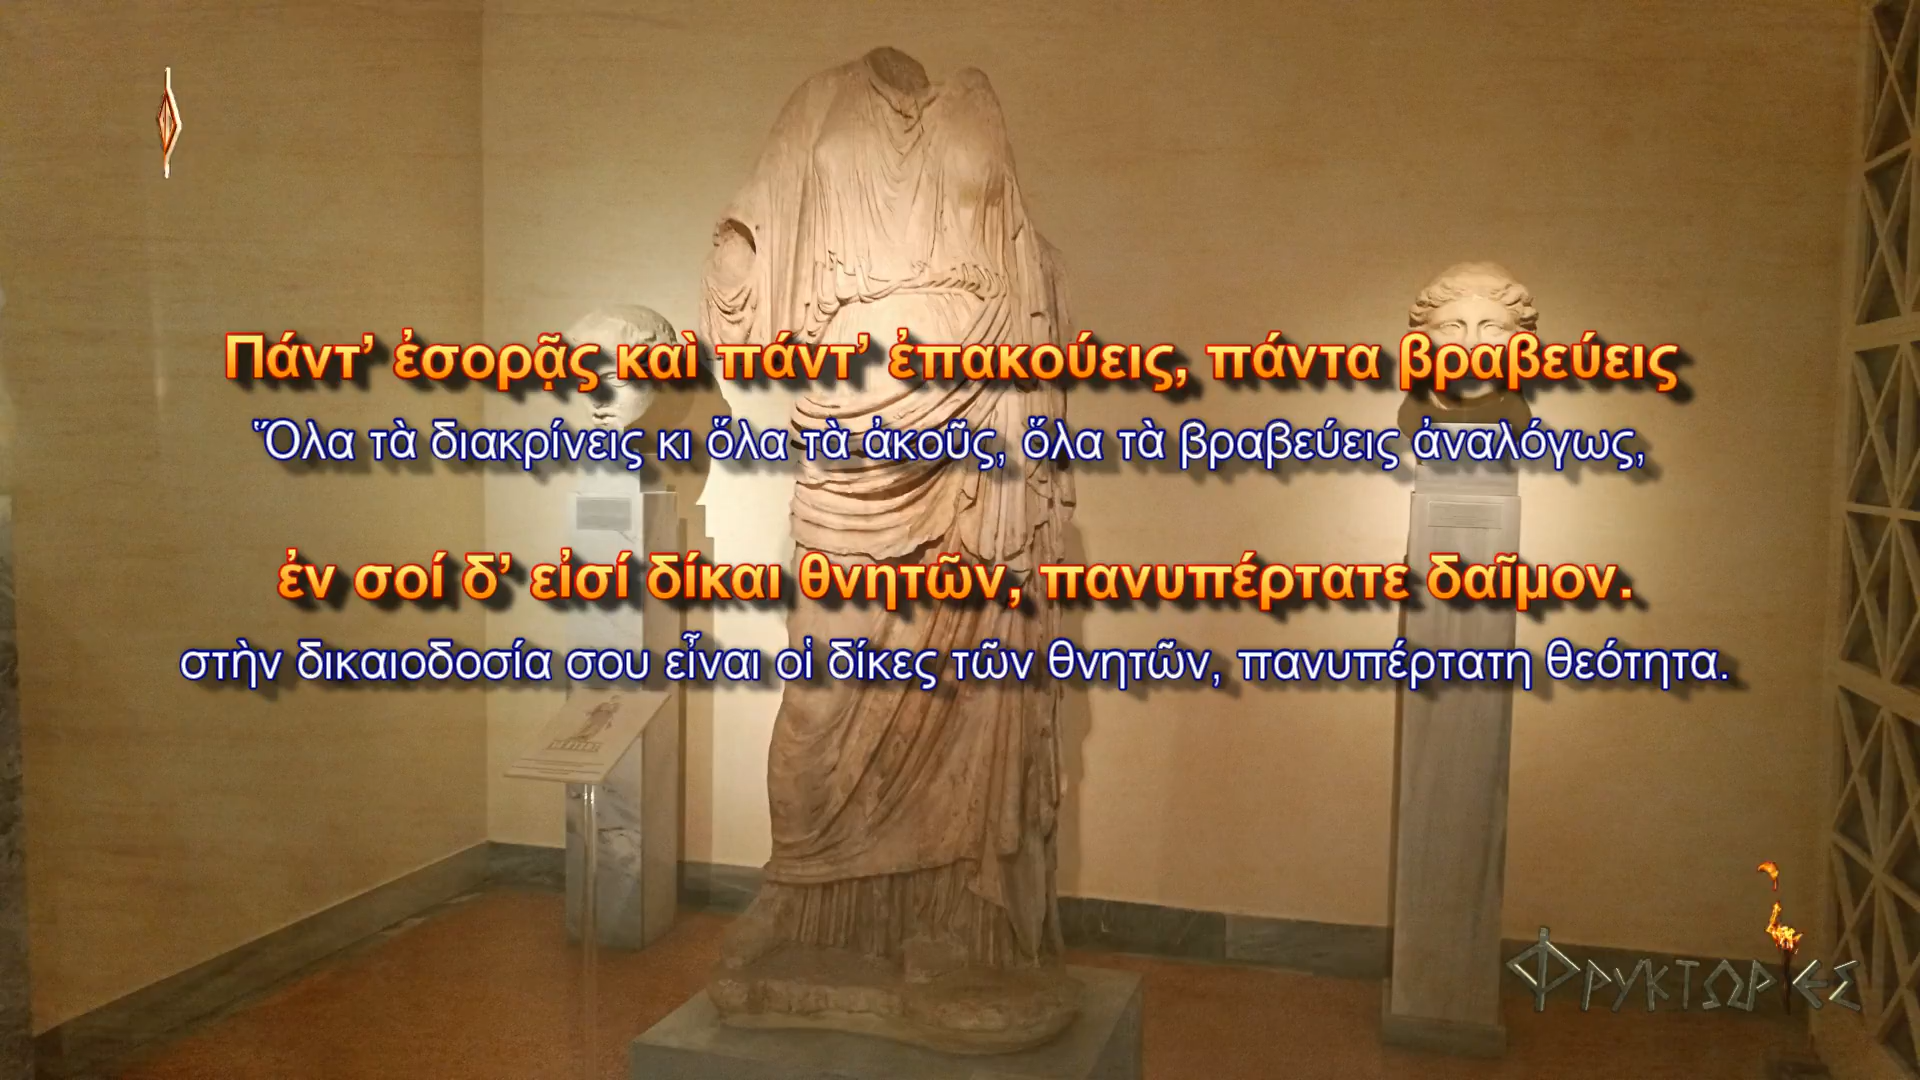 Πάντ’ ἐσορᾷς καὶ πάντ’ ἐπακούεις, πάντα βραβεύεις
Ὅλα τὰ διακρίνεις κι ὅλα τὰ ἀκοῦς, ὅλα τὰ βραβεύεις ἀναλόγως,
ἐν σοί δ’ εἰσί δίκαι θνητῶν, πανυπέρτατε δαῖμον.
στὴν δικαιοδοσία σου εἶναι οἱ δίκες τῶν θνητῶν, πανυπέρτατη θεότητα.
ΦΡΥΚΤΩΡΙΕΣ